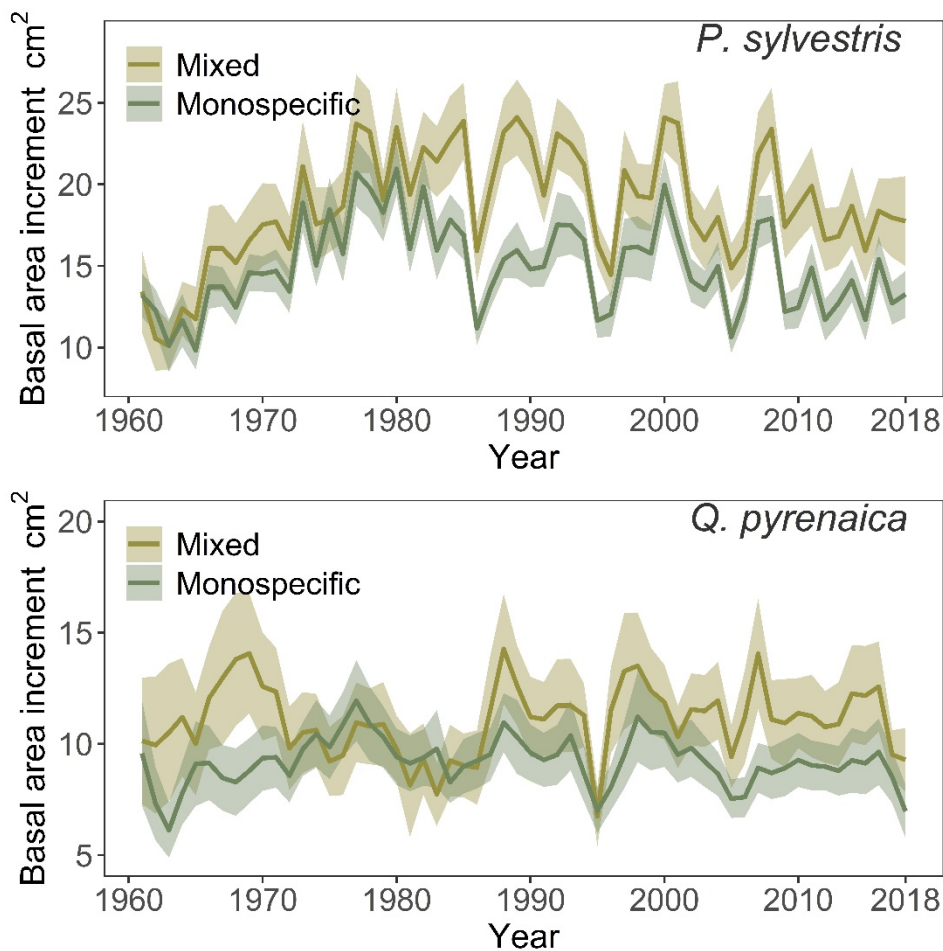 P. sylvestris
Mixed
Monospecific
Basal area increment cm²
25
20
15
10
1960 1970 1980 1990 2000 2010 2018
Year
Q. pyrenaica
Mixed
Monospecific
Basal area increment cm²
20
15
10
5
1960 1970 1980 1990 2000 2010 2018
Year